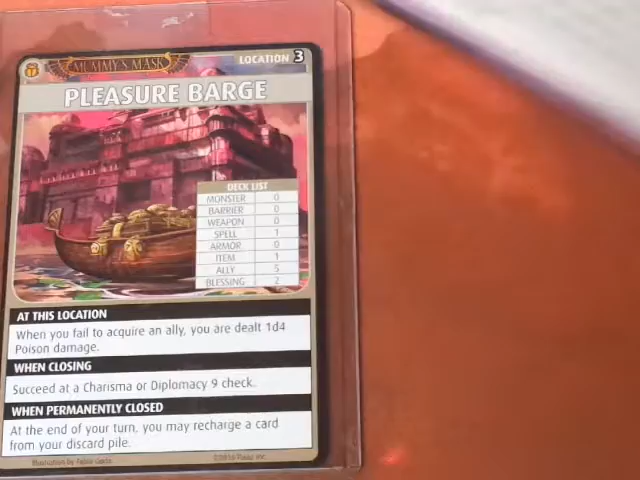 MUMMY'S MASK
LOCATION 3
PLEASURE BARGE
DECK LIST
MONSTER 0
BARRIER 0
WEAPON 0
SPELL 1
ARMOR 0
ITEM 1
ALLY 5
BLESSING 2
AT THIS LOCATION
When you fail to acquire an ally, you are dealt 1d4
Poison damage.
WHEN CLOSING
Succeed at a Charisma or Diplomacy 9 check.
WHEN PERMANENTLY CLOSED
At the end of your turn, you may recharge a card
from your discard pile.
Illustration by